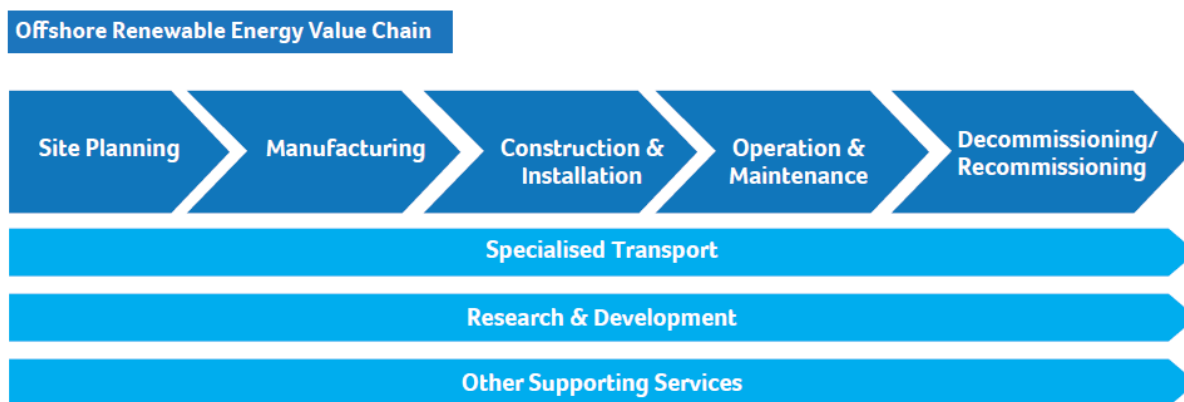 Offshore Renewable Energy Value Chain
Site Planning
Manufacturing
Construction &
Installation
Operation &
Maintenance
Decommissioning/
Recommissioning
Specialised Transport
Research & Development
Other Supporting Services